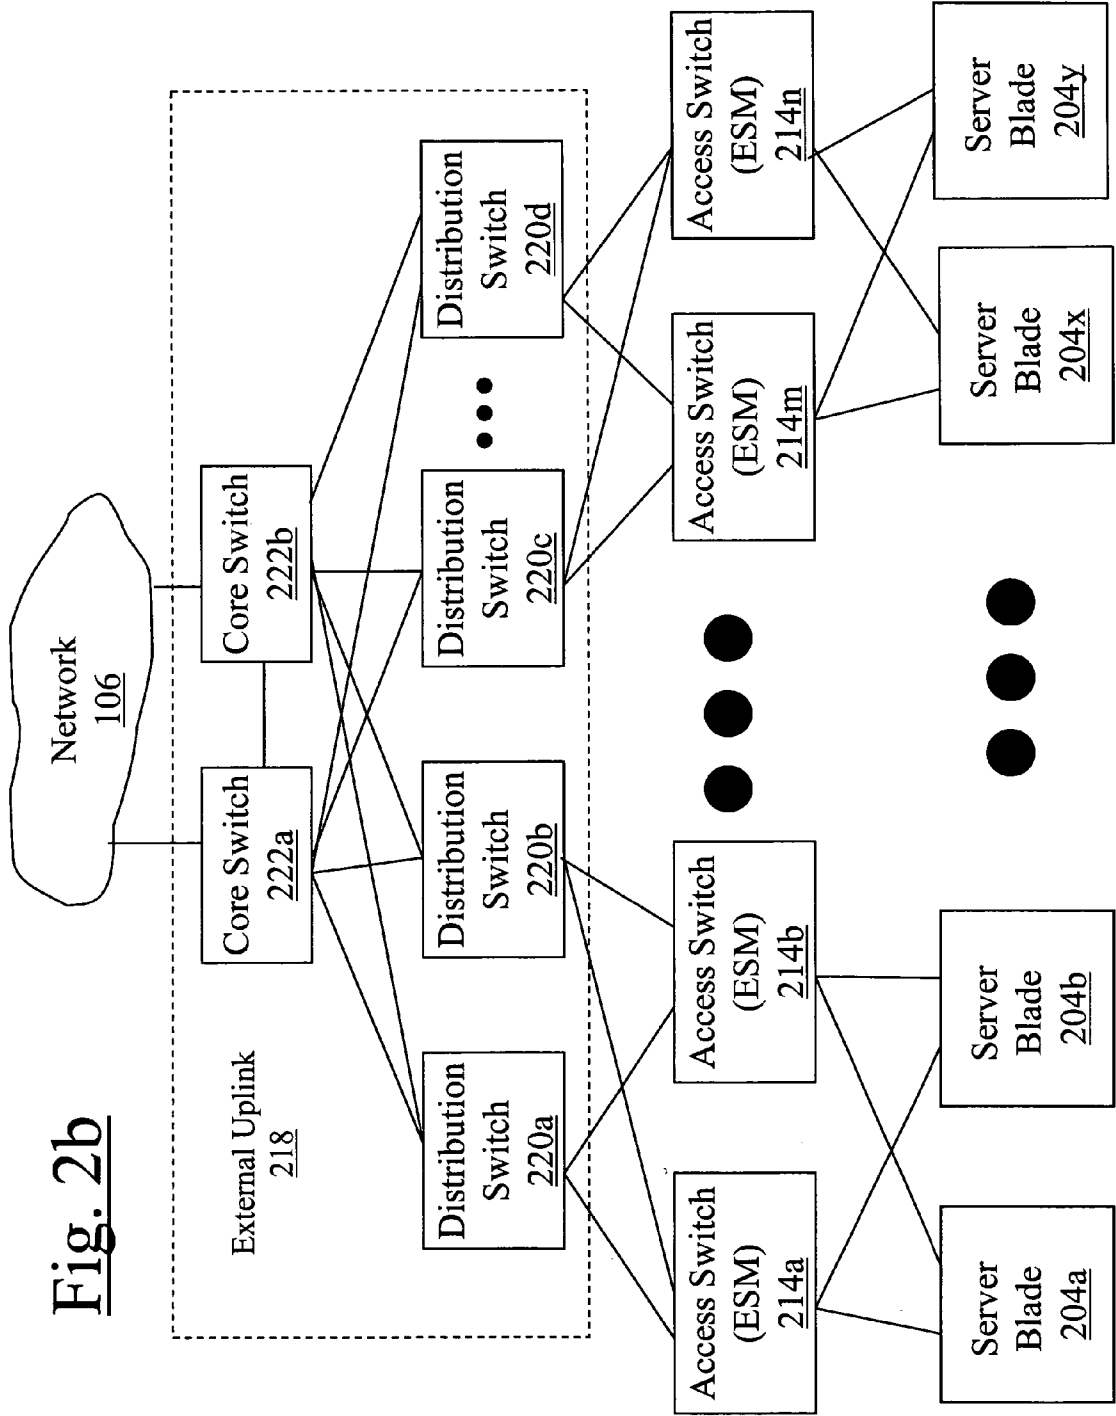 Fig. 2b
Network
106
External Uplink
218
Core Switch
222a
Core Switch
222b
Distribution
Switch
220a
Distribution
Switch
220b
Distribution
Switch
220c
Distribution
Switch
220d
Access Switch
(ESM)
214a
Access Switch
(ESM)
214b
Access Switch
(ESM)
214m
Access Switch
(ESM)
214n
Server
Blade
204a
Server
Blade
204b
Server
Blade
204x
Server
Blade
204y